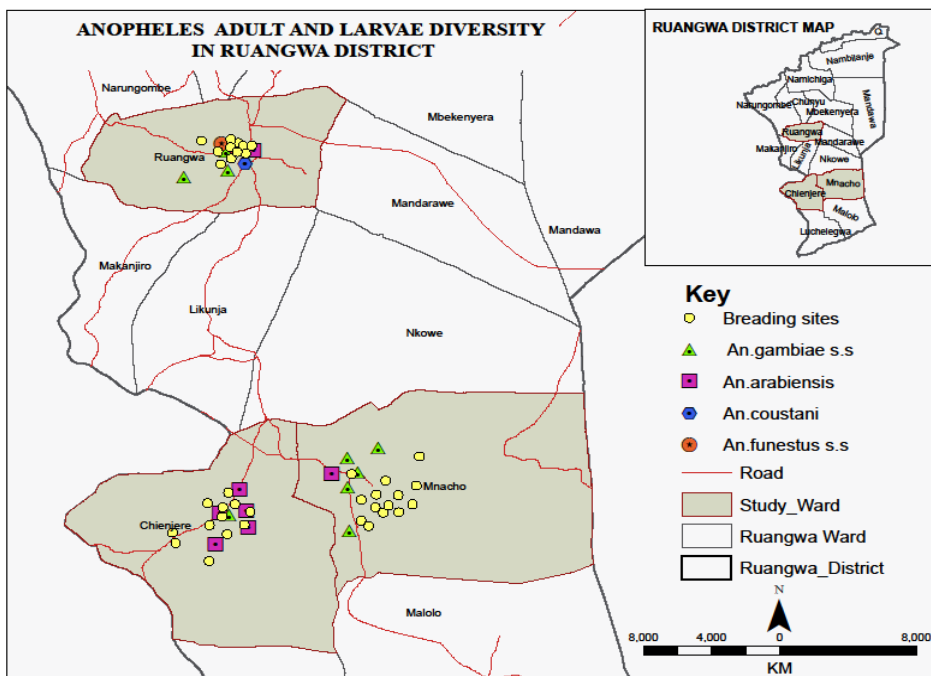 ANOPHELES ADULT AND LARVAE DIVERSITY
IN RUANGWA DISTRICT
Narungombe
Mbekenyera
Ruangwa
Mandarawe
Mandawa
Makanjiro
Likunja
Nkowe
Mnacho
Chienjere
Malolo
RUANGWA DISTRICT MAP
Nambilanje
Namichiga
Narungombe
Chunyu
Mbekenyera
Mandawa
Ruangwa
Mandarawe
Makanjiro
Likunja
Nkowe
Mnacho
Chienjere
Malolo
Luchelegwa
Key
Breading sites
An.gambiae s.s
An.arabiensis
An.coustani
An.funestus s.s
Road
Study_Ward
Ruangwa Ward
Ruangwa_District
N
8,000 4,000 0 8,000
KM